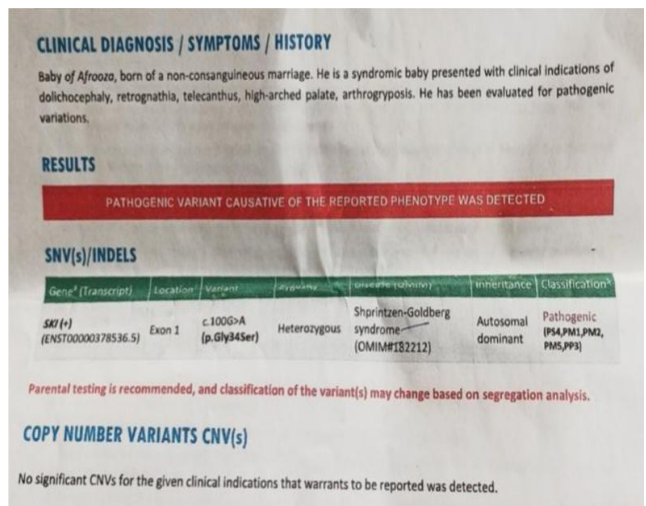 CLINICAL DIAGNOSIS / SYMPTOMS / HISTORY
Baby of Afrooza, born of a non-consanguineous marriage. He is a syndromic baby presented with clinical indications of
dolichocephaly, retrognathia, telecanthus, high-arched palate, arthrogryposis. He has been evaluated for pathogenic
variations.
RESULTS
PATHOGENIC VARIANT CAUSATIVE OF THE REPORTED PHENOTYPE WAS DETECTED
SNV(s)/INDELS
Gene# (Transcript) Location Variant Zygosity Disease (OMIM) Inheritance Classification
SKI (+) (ENST00000378536.5) Exon 1 c.100G>A (p.Gly34Ser) Heterozygous Shprintzen-Goldberg syndrome (OMIM#182212) Autosomal dominant Pathogenic (PS4,PM1,PM2, PM5,PP3)
Parental testing is recommended, and classification of the variant(s) may change based on segregation analysis.
COPY NUMBER VARIANTS CNV(s)
No significant CNVs for the given clinical indications that warrants to be reported was detected.